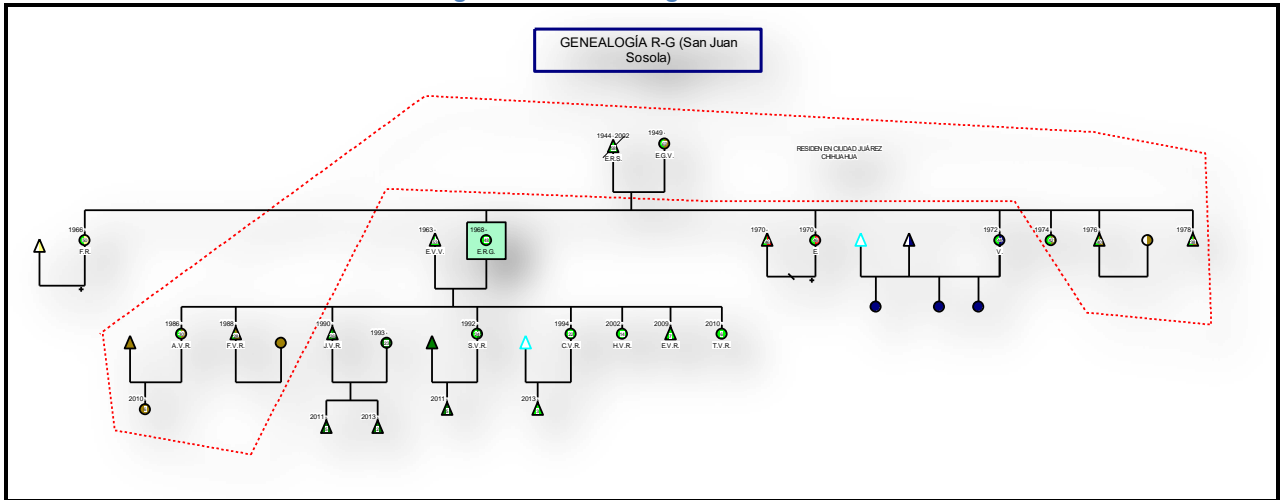 GENEALOGÍA R-G (San Juan
Sosola)
1944- 2002
1949-
E.R.S.
E.G.V.
RESIDEN EN CIUDAD JUÁREZ
CHIHUAHUA
1966
F.R.
1963-
E.V.V.
1968-
E.R.G.
1970-
1970
E.
1972
V.
1974
1976
1978
1986
A.V.R.
1988
F.V.R.
1990
J.V.R.
1993-
1992
S.V.R.
1994
C.V.R.
2002
H.V.R.
2009
E.V.R.
2010
T.V.R.
2010
2011
2013
2011
2013